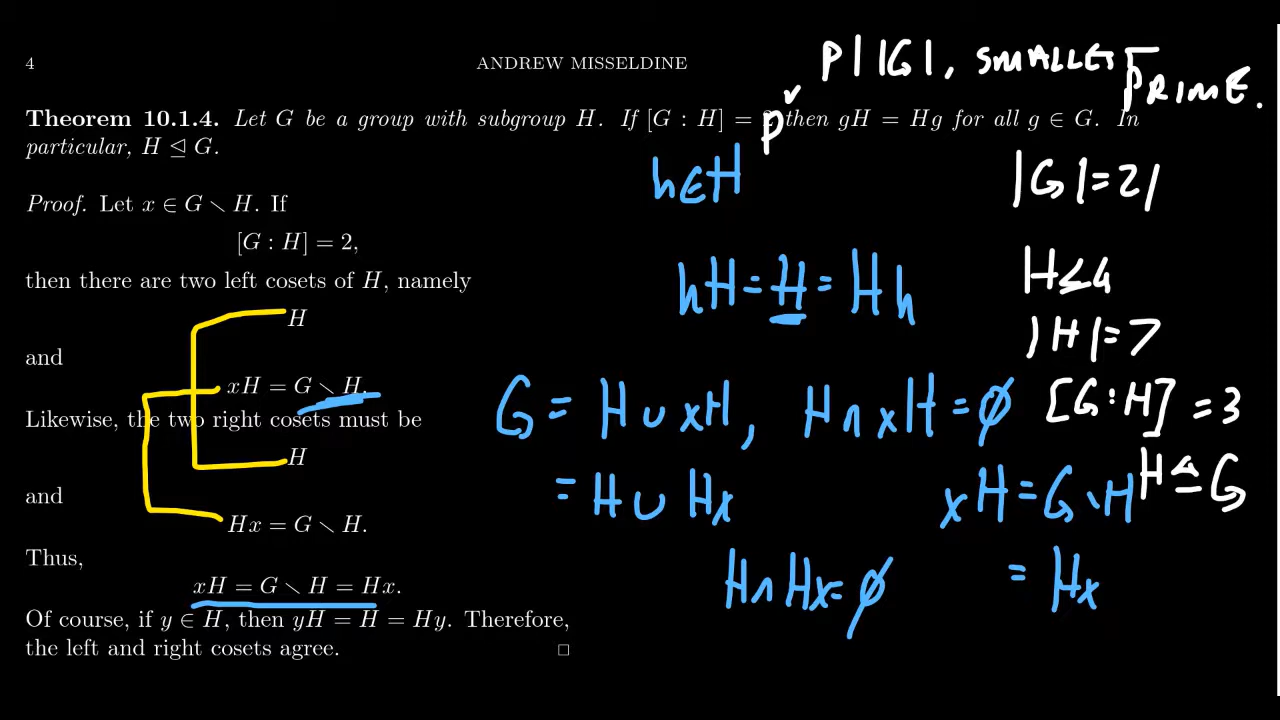 4 ANDREW MISSELDINE
p | |G|, SMALLEST
PRIME.
Theorem 10.1.4. Let G be a group with subgroup H. If [G : H] = 2 then gH = Hg for all g ∈ G. In
p
particular, H ⊴ G.
Proof. Let x ∈ G ∖ H. If
[G : H] = 2,
then there are two left cosets of H, namely
H
and
xH = G ∖ H.
Likewise, the two right cosets must be
H
and
Hx = G ∖ H.
Thus,
xH = G ∖ H = Hx.
Of course, if y ∈ H, then yH = H = Hy. Therefore,
the left and right cosets agree. □
h∈H
hH = H = Hh
G = H ∪ xH, H ∩ xH = ∅
= H ∪ Hx
H ∩ Hx = ∅
xH = G ∖ H
= Hx
|G| = 21
H ≤ G
|H| = 7
[G : H] = 3
H ⊴ G